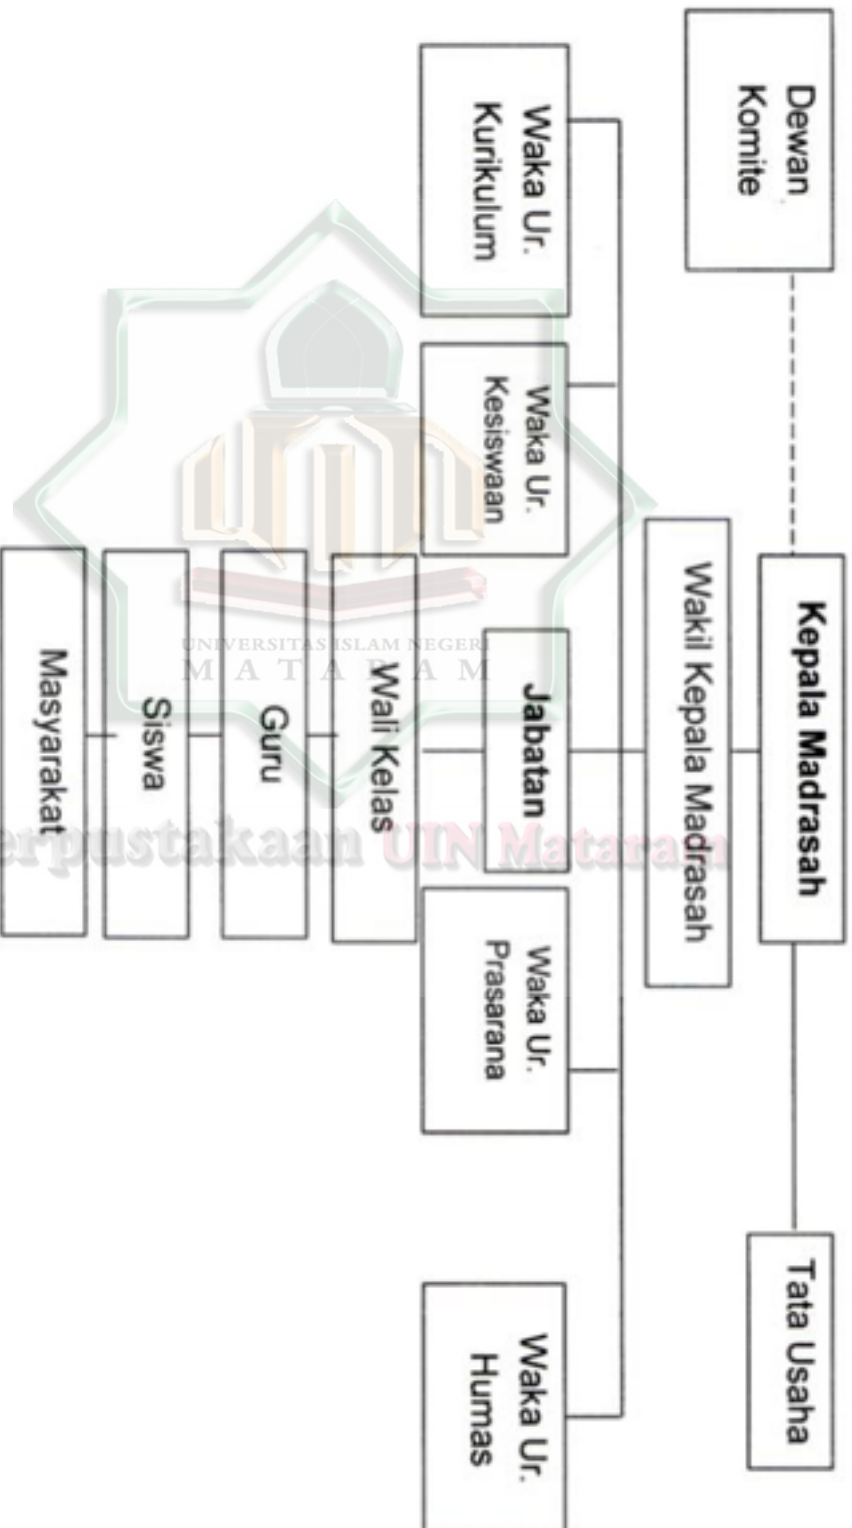 Dewan
Komite
Kepala Madrasah
Tata Usaha
Wakil Kepala Madrasah
Waka Ur.
Kurikulum
Waka Ur.
Kesiswaan
Jabatan
Waka Ur.
Prasarana
Waka Ur.
Humas
Wali Kelas
Guru
Siswa
Masyarakat
UNIVERSITAS ISLAM NEGERI
MATARAM
erpustakaan UIN Mataram